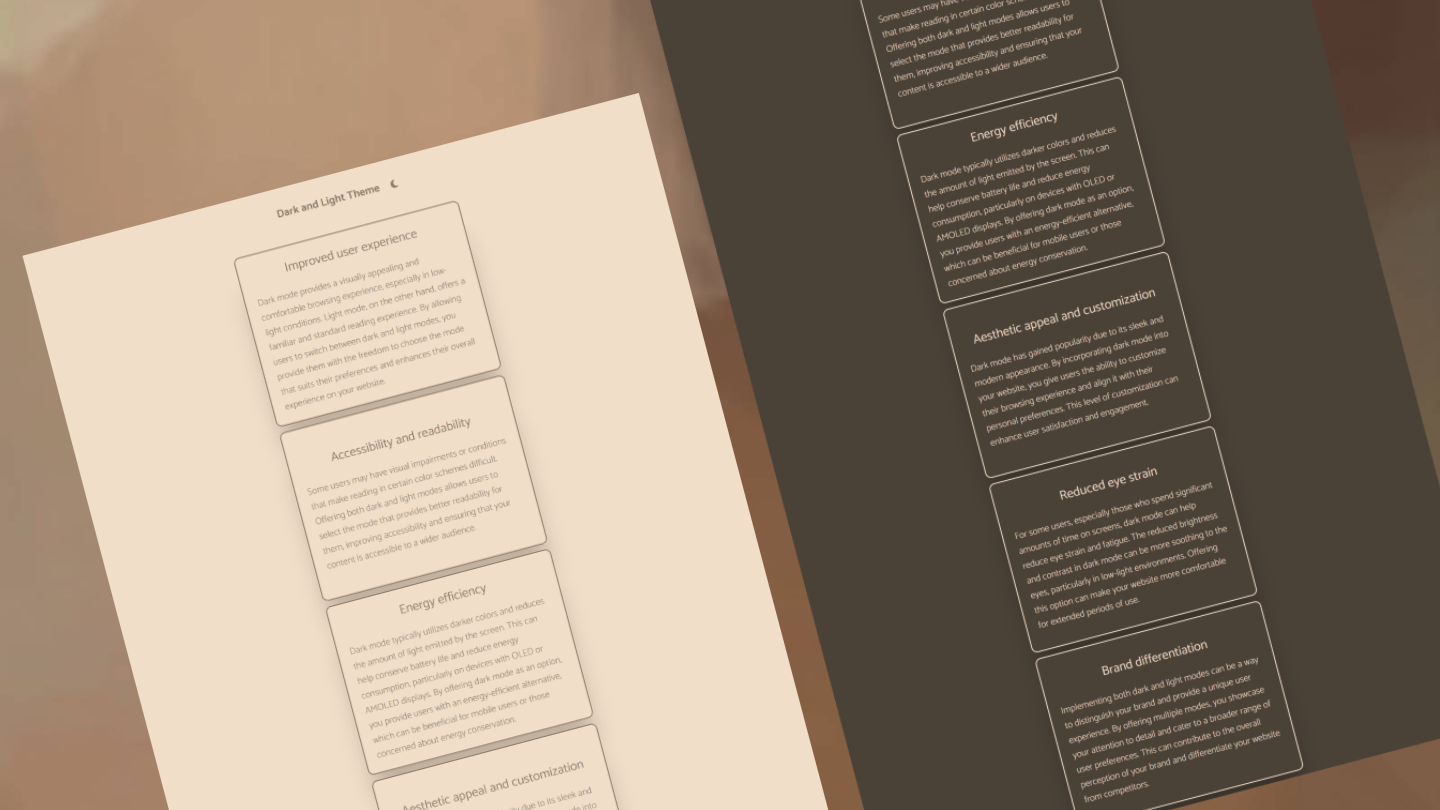 Dark and Light Theme
Improved user experience
Dark mode provides a visually appealing and
comfortable browsing experience, especially in low-
light conditions. Light mode, on the other hand, offers a
familiar and standard reading experience. By allowing
users to switch between dark and light modes, you
provide them with the freedom to choose the mode
that suits their preferences and enhances their overall
experience on your website.
Accessibility and readability
Some users may have visual impairments or conditions
that make reading in certain color schemes difficult.
Offering both dark and light modes allows users to
select the mode that provides better readability for
them, improving accessibility and ensuring that your
content is accessible to a wider audience.
Energy efficiency
Dark mode typically utilizes darker colors and reduces
the amount of light emitted by the screen. This can
help conserve battery life and reduce energy
consumption, particularly on devices with OLED or
AMOLED displays. By offering dark mode as an option,
you provide users with an energy-efficient alternative,
which can be beneficial for mobile users or those
concerned about energy conservation.
Aesthetic appeal and customization
due to its sleek and
mode into
Some users may have
that make reading in certain color
Offering both dark and light modes allows users to
select the mode that provides better readability for
them, improving accessibility and ensuring that your
content is accessible to a wider audience.
Energy efficiency
Dark mode typically utilizes darker colors and reduces
the amount of light emitted by the screen. This can
help conserve battery life and reduce energy
consumption, particularly on devices with OLED or
AMOLED displays. By offering dark mode as an option,
you provide users with an energy-efficient alternative,
which can be beneficial for mobile users or those
concerned about energy conservation.
Aesthetic appeal and customization
Dark mode has gained popularity due to its sleek and
modern appearance. By incorporating dark mode into
your website, you give users the ability to customize
their browsing experience and align it with their
personal preferences. This level of customization can
enhance user satisfaction and engagement.
Reduced eye strain
For some users, especially those who spend significant
amounts of time on screens, dark mode can help
reduce eye strain and fatigue. The reduced brightness
and contrast in dark mode can be more soothing to the
eyes, particularly in low-light environments. Offering
this option can make your website more comfortable
for extended periods of use.
Brand differentiation
Implementing both dark and light modes can be a way
to distinguish your brand and provide a unique user
experience. By offering multiple modes, you showcase
your attention to detail and cater to a broader range of
user preferences. This can contribute to the overall
perception of your brand and differentiate your website
from competitors.